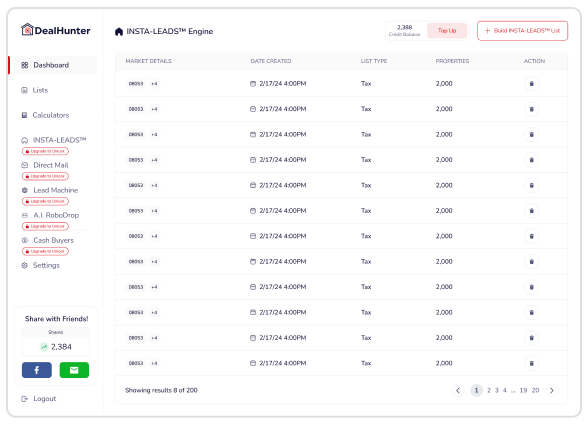 DealHunter
INSTA-LEADS™ Engine
2,388
Credit Balance
Top Up
+ Build INSTA-LEADS™ List
Dashboard
Lists
Calculators
INSTA-LEADS™
Upgrade to Unlock
Direct Mail
Upgrade to Unlock
Lead Machine
Upgrade to Unlock
A.I. RoboDrop
Upgrade to Unlock
Cash Buyers
Upgrade to Unlock
Settings
Share with Friends!
Shares
2,384
Logout
MARKET DETAILS DATE CREATED LIST TYPE PROPERTIES ACTION
08053 +4 2/17/24 4:00PM Tax 2,000
08053 +4 2/17/24 4:00PM Tax 2,000
08053 +4 2/17/24 4:00PM Tax 2,000
08053 +4 2/17/24 4:00PM Tax 2,000
08053 +4 2/17/24 4:00PM Tax 2,000
08053 +4 2/17/24 4:00PM Tax 2,000
08053 +4 2/17/24 4:00PM Tax 2,000
08053 +4 2/17/24 4:00PM Tax 2,000
08053 +4 2/17/24 4:00PM Tax 2,000
08053 +4 2/17/24 4:00PM Tax 2,000
08053 +4 2/17/24 4:00PM Tax 2,000
08053 +4 2/17/24 4:00PM Tax 2,000
Showing results 8 of 200
1 2 3 4 ... 19 20